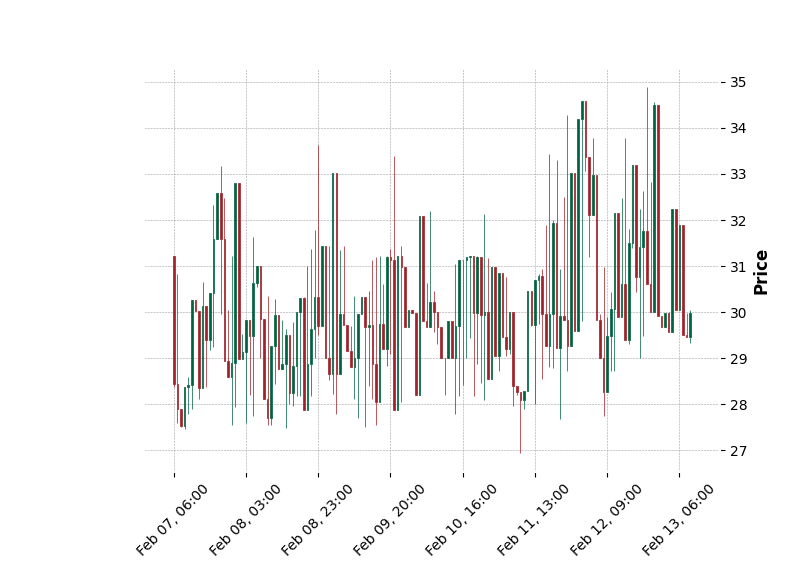 35
34
33
32
31
30
29
28
27
Price
Feb 07, 06:00
Feb 08, 03:00
Feb 08, 23:00
Feb 09, 20:00
Feb 10, 16:00
Feb 11, 13:00
Feb 12, 09:00
Feb 13, 06:00